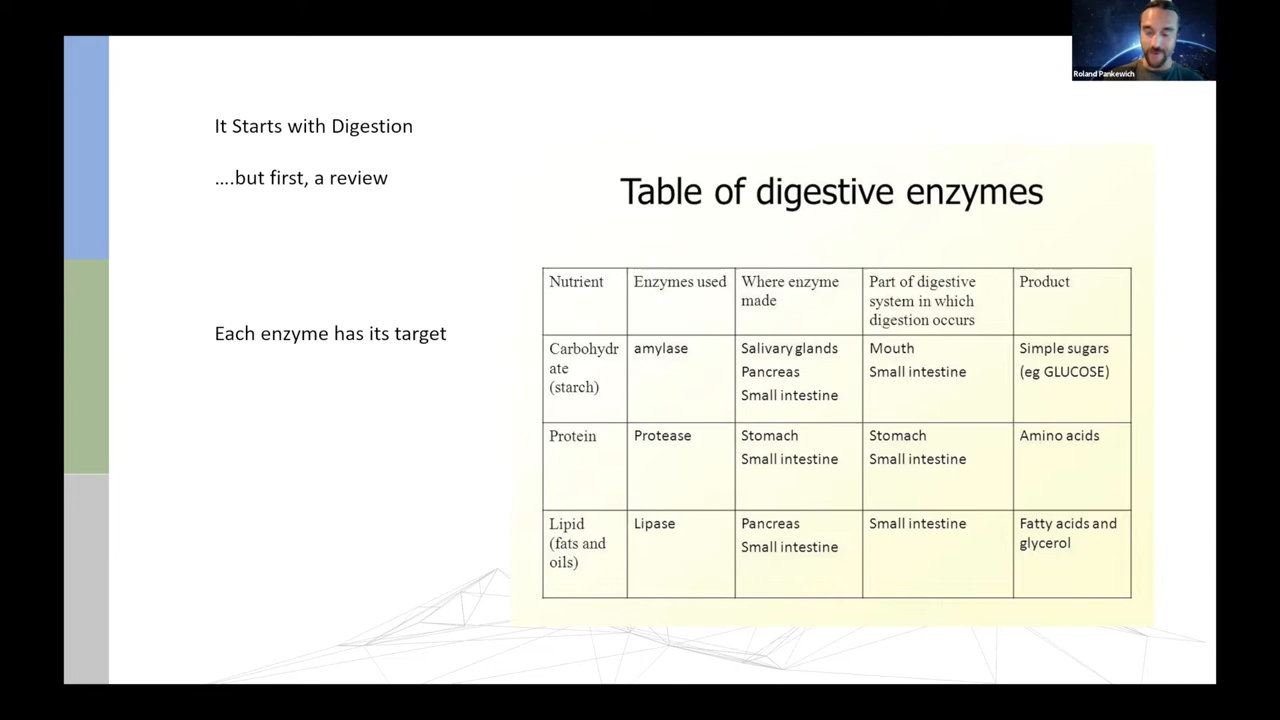 Roland Pankewich
It Starts with Digestion
….but first, a review
Each enzyme has its target
Table of digestive enzymes
Nutrient
Enzymes used
Where enzyme
made
Part of digestive
system in which
digestion occurs
Product
Carbohydr
ate
(starch)
amylase
Salivary glands
Pancreas
Small intestine
Mouth
Small intestine
Simple sugars
(eg GLUCOSE)
Protein
Protease
Stomach
Small intestine
Stomach
Small intestine
Amino acids
Lipid
(fats and
oils)
Lipase
Pancreas
Small intestine
Small intestine
Fatty acids and
glycerol